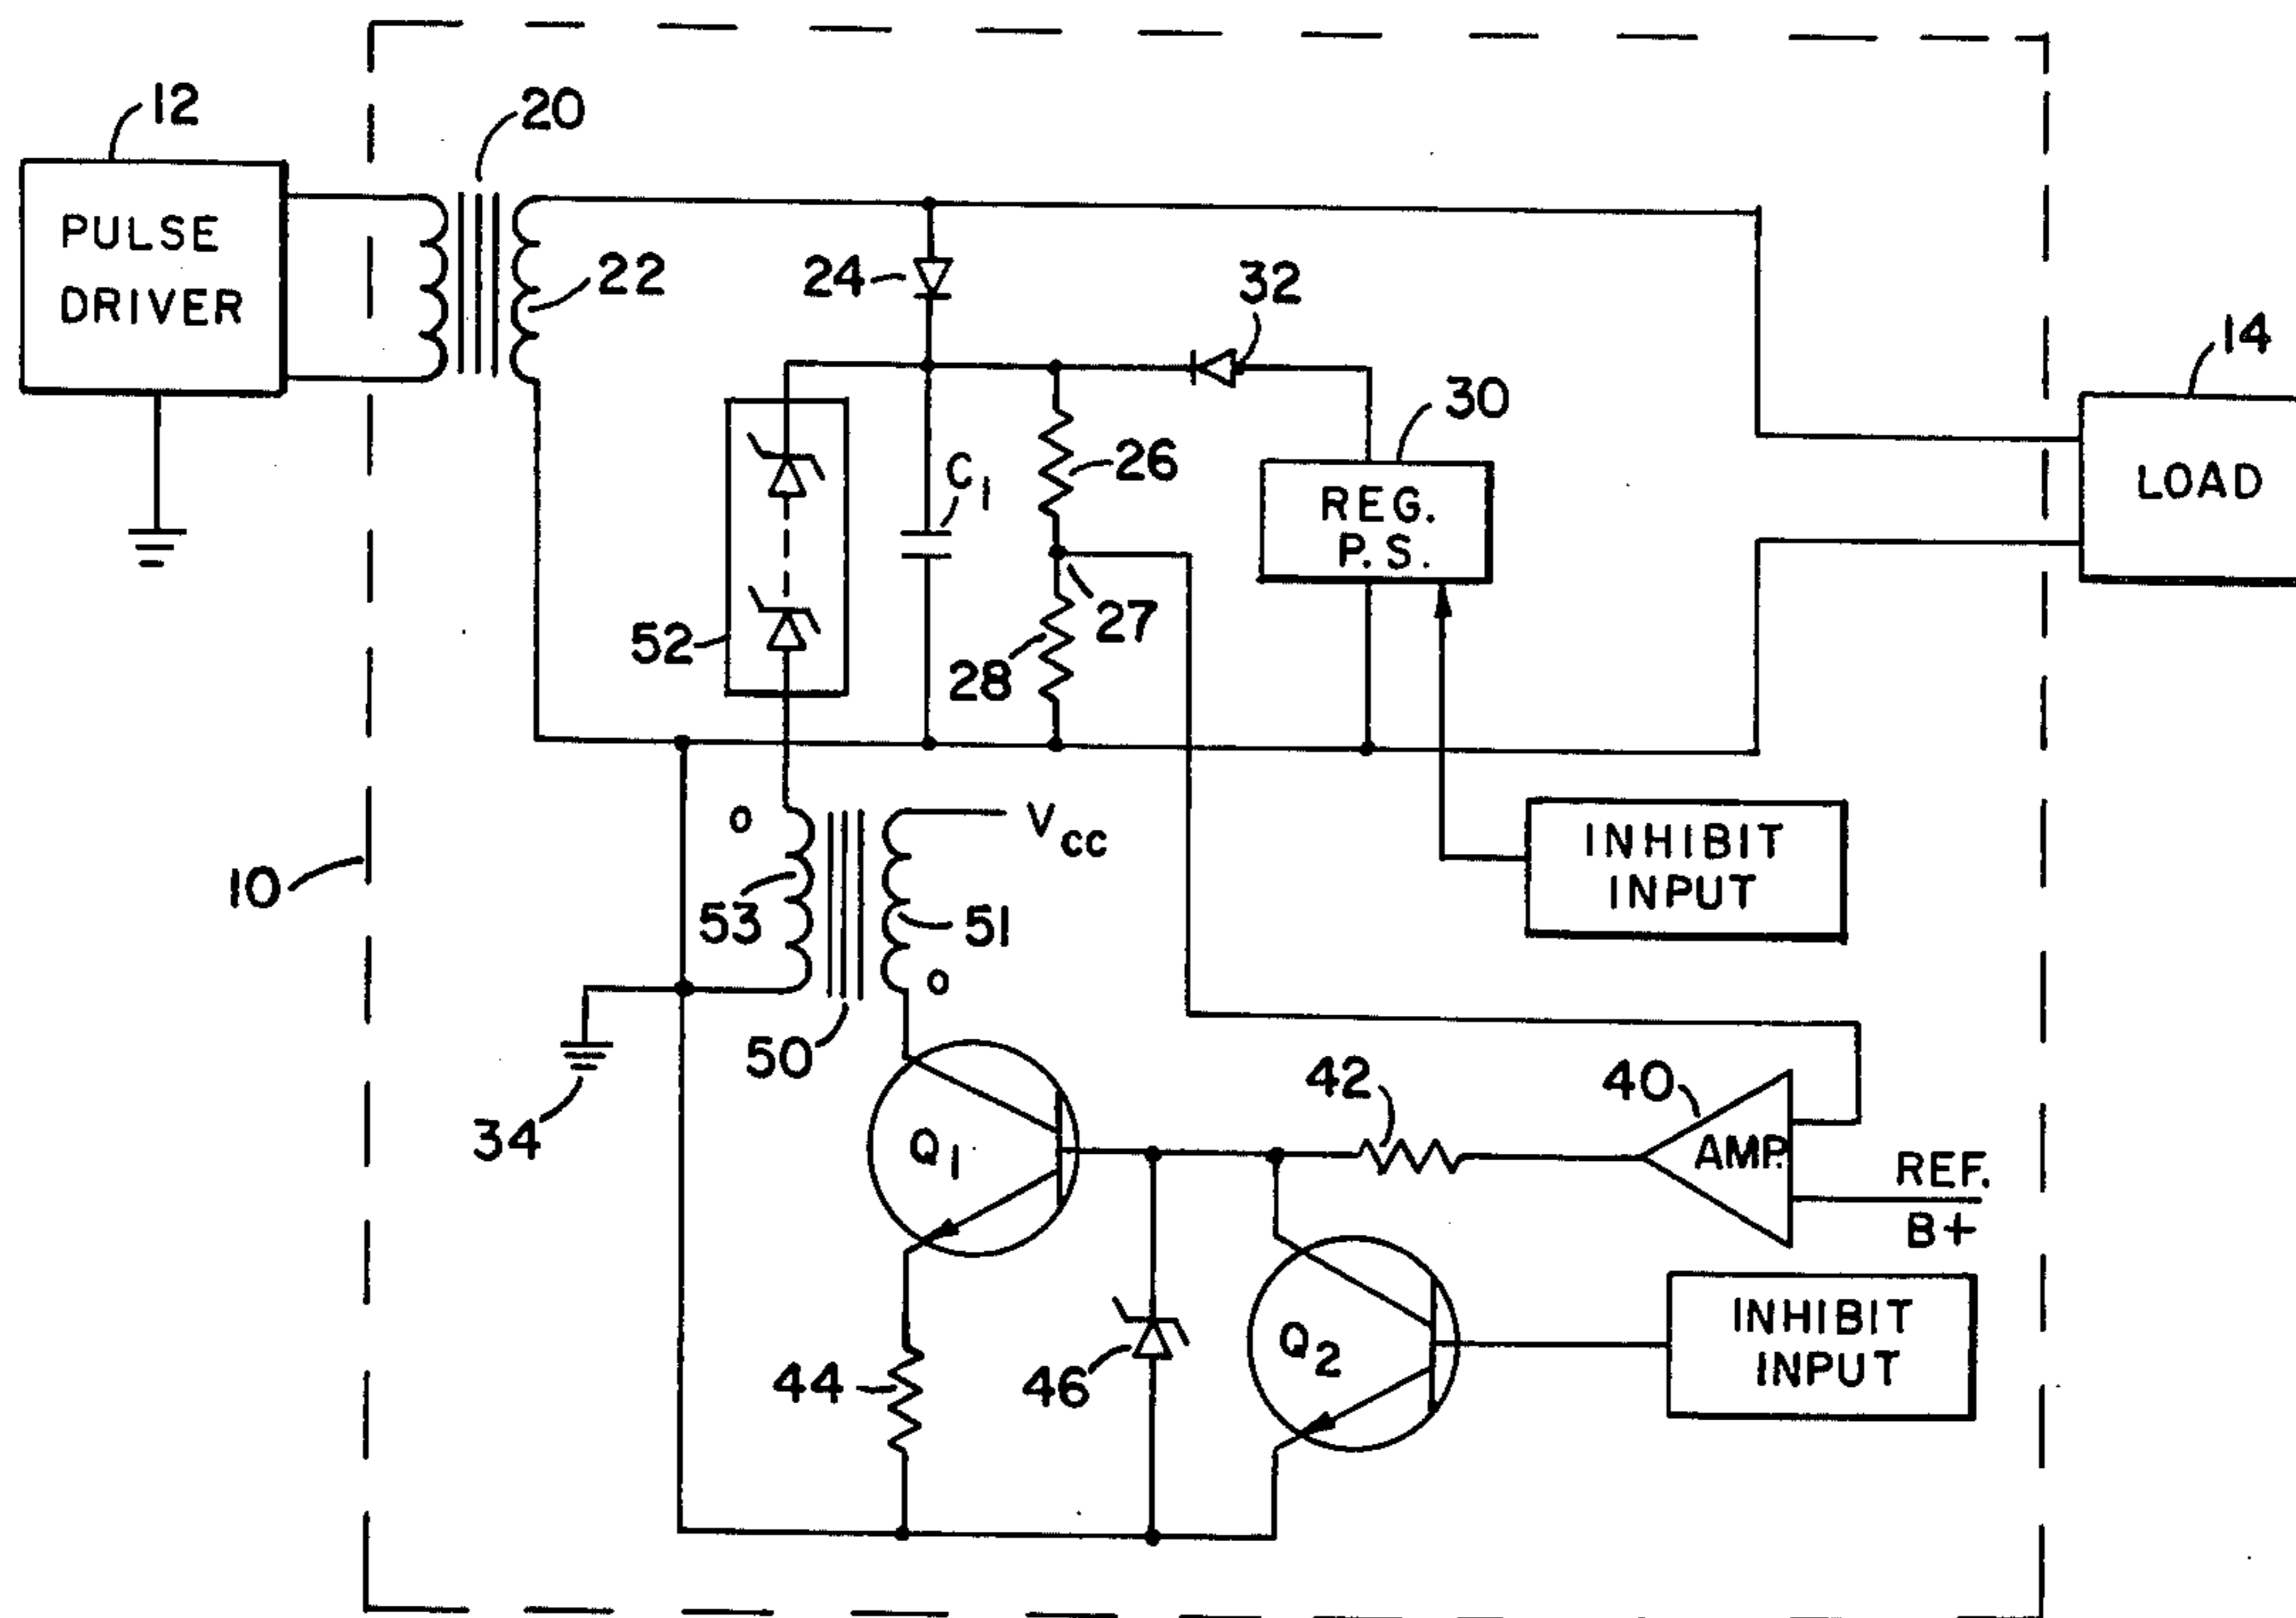 12
20
PULSE
DRIVER
22
24
32
14
30
26
C1
REG.
P.S.
LOAD
52
27
28
INHIBIT
INPUT
O
VCC
10
53
51
O
50
34
42
40
Q1
AMP.
REF.
B+
INHIBIT
INPUT
Q2
44
46